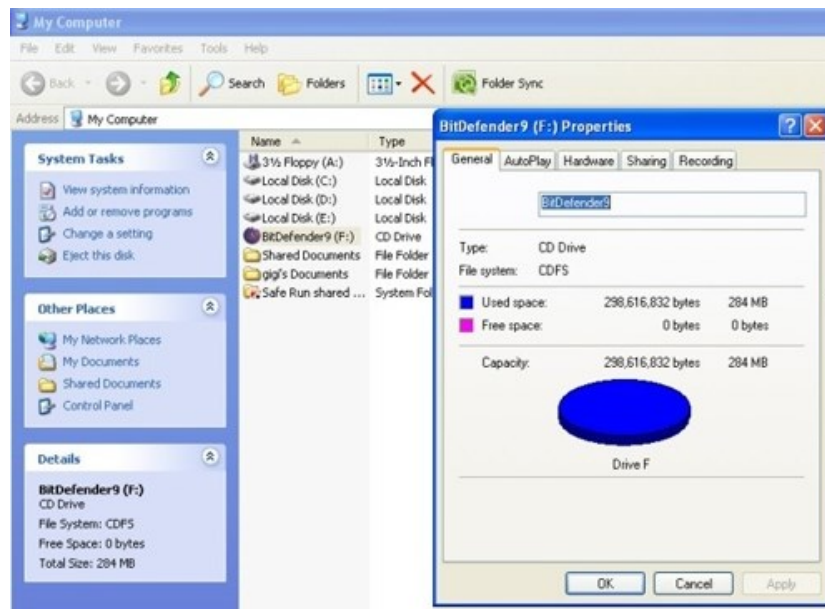 My Computer
File Edit View Favorites Tools Help
Back Search Folders Folder Sync
Address My Computer
System Tasks
View system information
Add or remove programs
Change a setting
Eject this disk
Other Places
My Network Places
My Documents
Shared Documents
Control Panel
Details
BitDefender9 (F:)
CD Drive
File System: CDFS
Free Space: 0 bytes
Total Size: 284 MB
Name Type
3½ Floppy (A:) 3½-Inch Fl
Local Disk (C:) Local Disk
Local Disk (D:) Local Disk
Local Disk (E:) Local Disk
BitDefender9 (F:) CD Drive
Shared Documents File Folder
gigi's Documents File Folder
Safe Run shared ... System Fol
BitDefender9 (F:) Properties
General AutoPlay Hardware Sharing Recording
BitDefender9
Type: CD Drive
File system: CDFS
Used space: 298,616,832 bytes 284 MB
Free space: 0 bytes 0 bytes
Capacity: 298,616,832 bytes 284 MB
Drive F
OK Cancel Apply